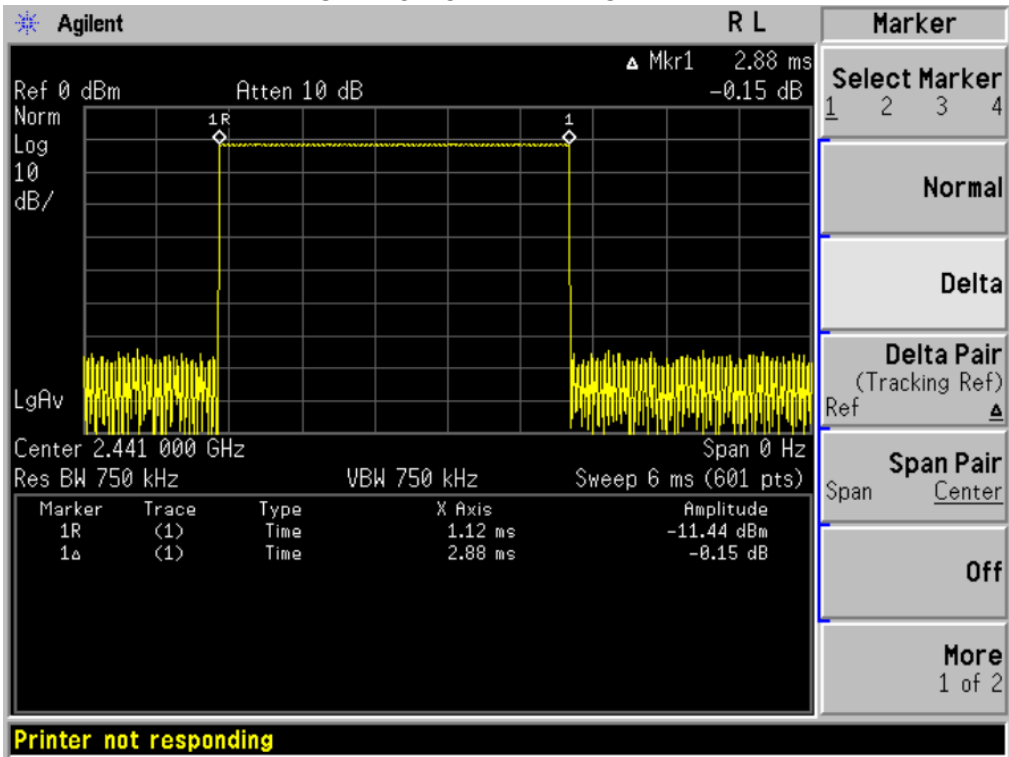 Agilent R L Marker
Δ Mkr1 2.88 ms
Ref 0 dBm Atten 10 dB -0.15 dB
Select Marker
1 2 3 4
Norm
1R 1
Log
10
dB/
Normal
Delta
Delta Pair
(Tracking Ref)
Ref Δ
LgAv
Center 2.441 000 GHz Span 0 Hz
Res BW 750 kHz VBW 750 kHz Sweep 6 ms (601 pts)
Span Pair
Span Center
Marker Trace Type X Axis Amplitude
1R (1) Time 1.12 ms -11.44 dBm
1Δ (1) Time 2.88 ms -0.15 dB
Off
More
1 of 2
Printer not responding